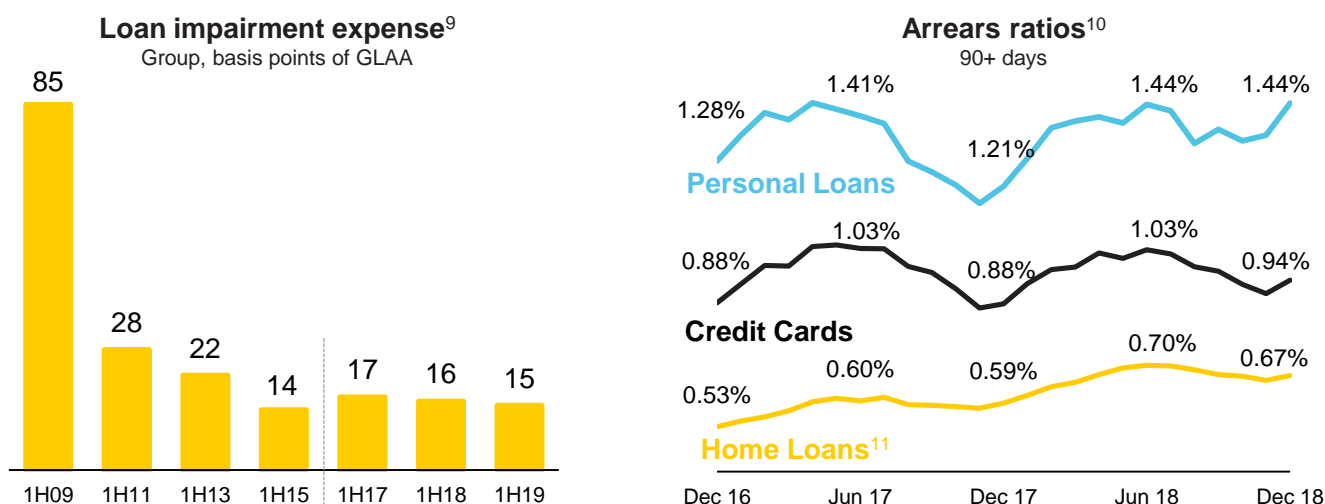 Loan impairment expense⁹
Group, basis points of GLAA
85
28
22
14
17
16
15
1H09 1H11 1H13 1H15 1H17 1H18 1H19
Arrears ratios¹⁰
90+ days
1.28%
1.41%
1.21%
1.44%
1.44%
Personal Loans
0.88%
1.03%
0.88%
1.03%
0.94%
Credit Cards
0.53%
0.60%
0.59%
0.70%
0.67%
Home Loans¹¹
Dec 16 Jun 17 Dec 17 Jun 18 Dec 18